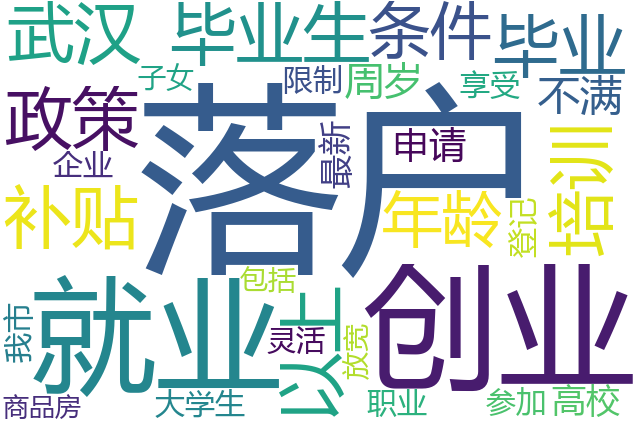 武汉
毕业生
条件
毕业
子女
限制
周岁
享受
不满
政策
落户
最新
申请
培训
企业
补贴
年龄
登记
就业
包括
以上
创业
我市
灵活
放宽
商品房
大学生
职业
参加
高校